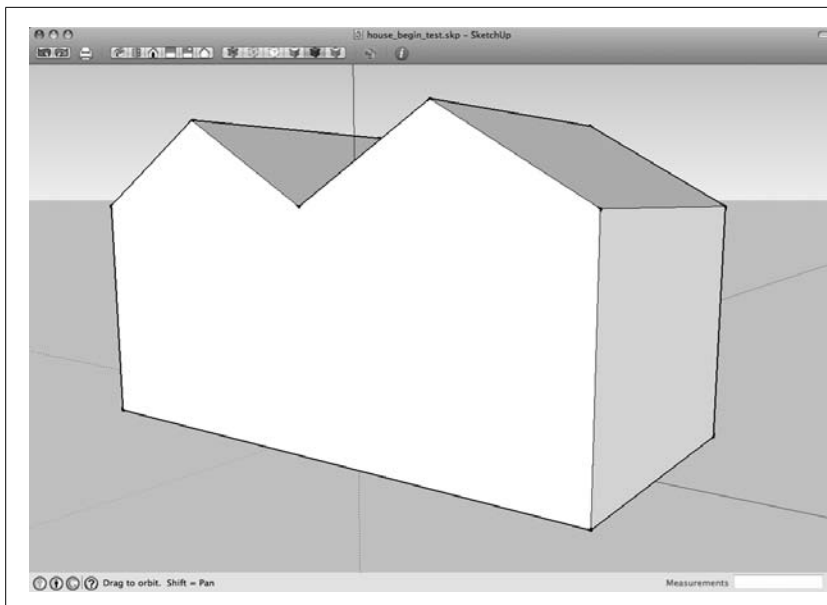 house_begin_test.skp - SketchUp
Drag to orbit. Shift = Pan
Measurements